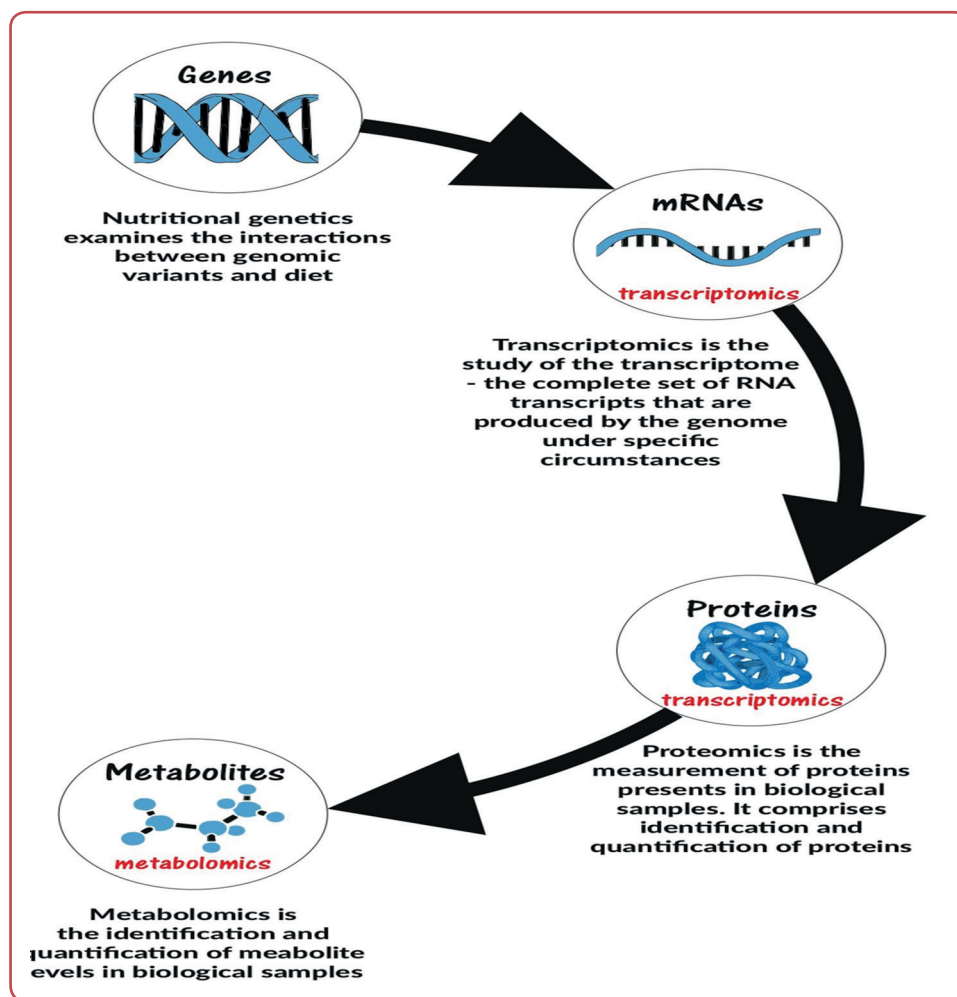 Genes
Nutritional genetics
examines the interactions
between genomic
variants and diet
mRNAs
transcriptomics
Transcriptomics is the
study of the transcriptome
- the complete set of RNA
transcripts that are
produced by the genome
under specific
circumstances
Proteins
transcriptomics
Proteomics is the
measurement of proteins
presents in biological
samples. It comprises
identification and
quantification of proteins
Metabolites
metabolomics
Metabolomics is
the identification and
uantification of meabolite
evels in biological samples